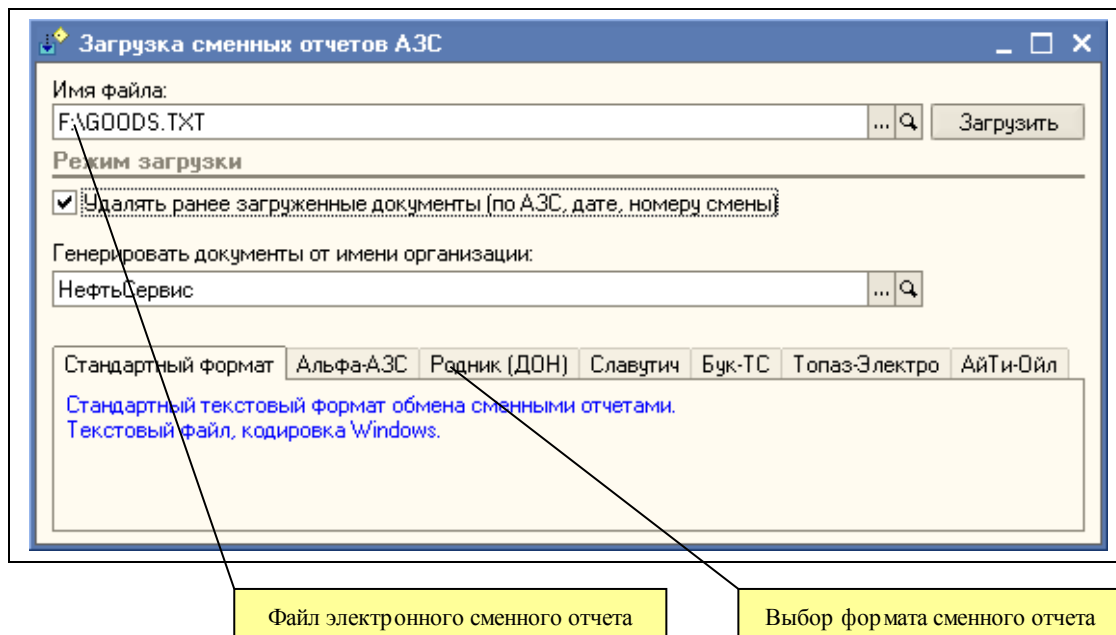 Загрузка сменных отчетов АЗС
Имя файла:
F:\GOODS.TXT
...
Загрузить
Режим загрузки
Удалять ранее загруженные документы (по АЗС, дате, номеру смены)
Генерировать документы от имени организации:
НефтьСервис
...
Стандартный формат Альфа-АЗС Родник (ДОН) Славутич Бук-ТС Топаз-Электро АйТи-Ойл
Стандартный текстовый формат обмена сменными отчетами.
Текстовый файл, кодировка Windows.
Файл электронного сменного отчета
Выбор формата сменного отчета